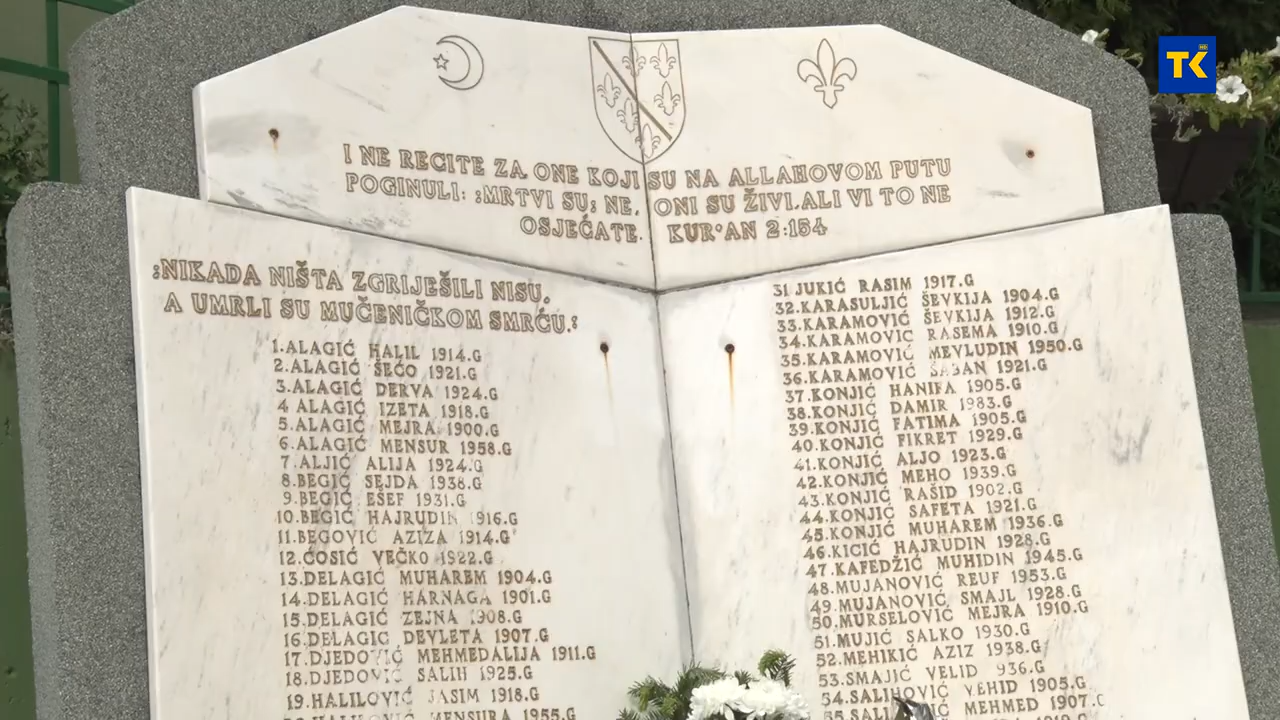 TK HD
I NE RECITE ZA ONE KOJI SU NA ALLAHOVOM PUTU
POGINULI: ;MRTVI SU; NE, ONI SU ŽIVI.ALI VI TO NE
OSJEĆATE. KUR'AN 2:154
;NIKADA NIŠTA ZGRIJEŠILI NISU,
A UMRLI SU MUČENIČKOM SMRĆU.;
1.ALAGIĆ HALIL 1914.G
2.ALAGIĆ ŠEĆO 1921.G
3.ALAGIĆ DERVA 1924.G
4 ALAGIĆ IZETA 1918.G
5.ALAGIĆ MEJRA 1900.G
6.ALAGIĆ MENSUR 1958.G
7.ALJIĆ ALIJA 1924.G
8.BEGIĆ SEJDA 1938.G
9.BEGIĆ EŠEF 1931.G
10.BEGIĆ HAJRUDIN 1916.G
11.BEGOVIĆ AZIZA 1914.G
12.ĆOSIĆ VEČKO 1922.G
13.DELAGIĆ MUHAREM 1904.G
14.DELAGIĆ HARNAGA 1901.G
15.DELAGIĆ ZEJNA 1908.G
16.DELAGIĆ DEVLETA 1907.G
17.DJEDOVIĆ MEHMEDALIJA 1911.G
18.DJEDOVIĆ SALIH 1925.G
19.HALILOVIĆ JASIM 1918.G
HALILOVIĆ MENSURA 1955.G
31 JUKIĆ RASIM 1917.G
32.KARASULJIĆ ŠEVKIJA 1904.G
33.KARAMOVIĆ ŠEVKIJA 1912.G
34.KARAMOVIĆ RASEMA 1910.G
35.KARAMOVIĆ MEVLUDIN 1950.G
36.KARAMOVIĆ ŠABAN 1921.G
37.KONJIĆ HANIFA 1905.G
38.KONJIĆ DAMIR 1983.G
39.KONJIĆ FATIMA 1905.G
40.KONJIĆ FIKRET 1929.G
41.KONJIĆ ALJO 1923.G
42.KONJIĆ MEHO 1939.G
43.KONJIĆ RAŠID 1902.G
44.KONJIĆ SAFETA 1921.G
45.KONJIĆ MUHAREM 1936.G
46.KICIĆ HAJRUDIN 1928.G
47.KAFEDŽIĆ MUHIDIN 1945.G
48.MUJANOVIĆ REUF 1953.G
49.MUJANOVIĆ SMAJL 1928.G
50.MURSELOVIĆ MEJRA 1910.G
51.MUJIĆ SALKO 1930.G
52.MEHIKIĆ AZIZ 1938.G
53.SMAJIĆ VELID 936.G
54.SALIHOVIĆ VEHID 1905.G
MEHMED 1907.G